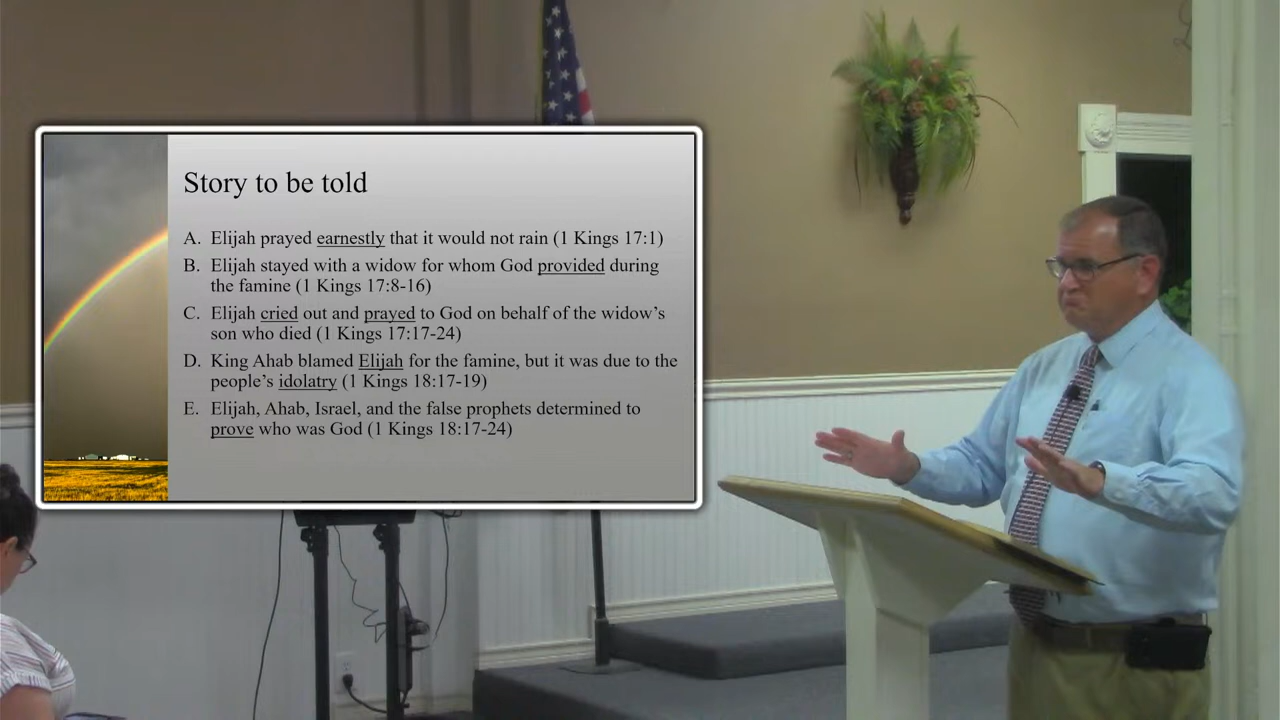 Story to be told
A. Elijah prayed earnestly that it would not rain (1 Kings 17:1)
B. Elijah stayed with a widow for whom God provided during
the famine (1 Kings 17:8-16)
C. Elijah cried out and prayed to God on behalf of the widow's
son who died (1 Kings 17:17-24)
D. King Ahab blamed Elijah for the famine, but it was due to the
people's idolatry (1 Kings 18:17-19)
E. Elijah, Ahab, Israel, and the false prophets determined to
prove who was God (1 Kings 18:17-24)